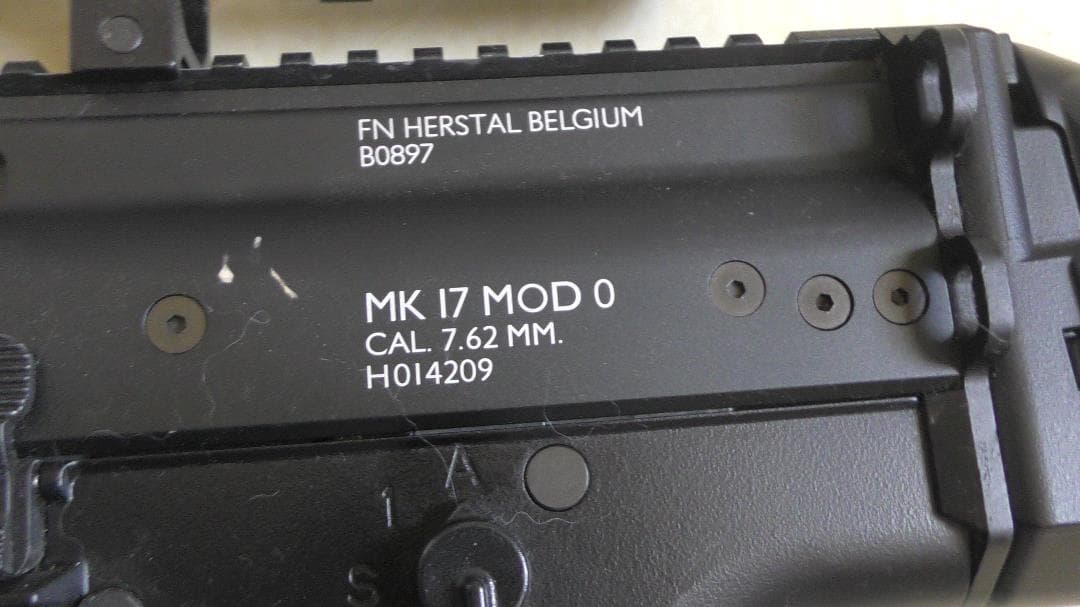 FN HERSTAL BELGIUM
B0897
MK 17 MOD 0
CAL. 7.62 MM.
H014209
A
1
S